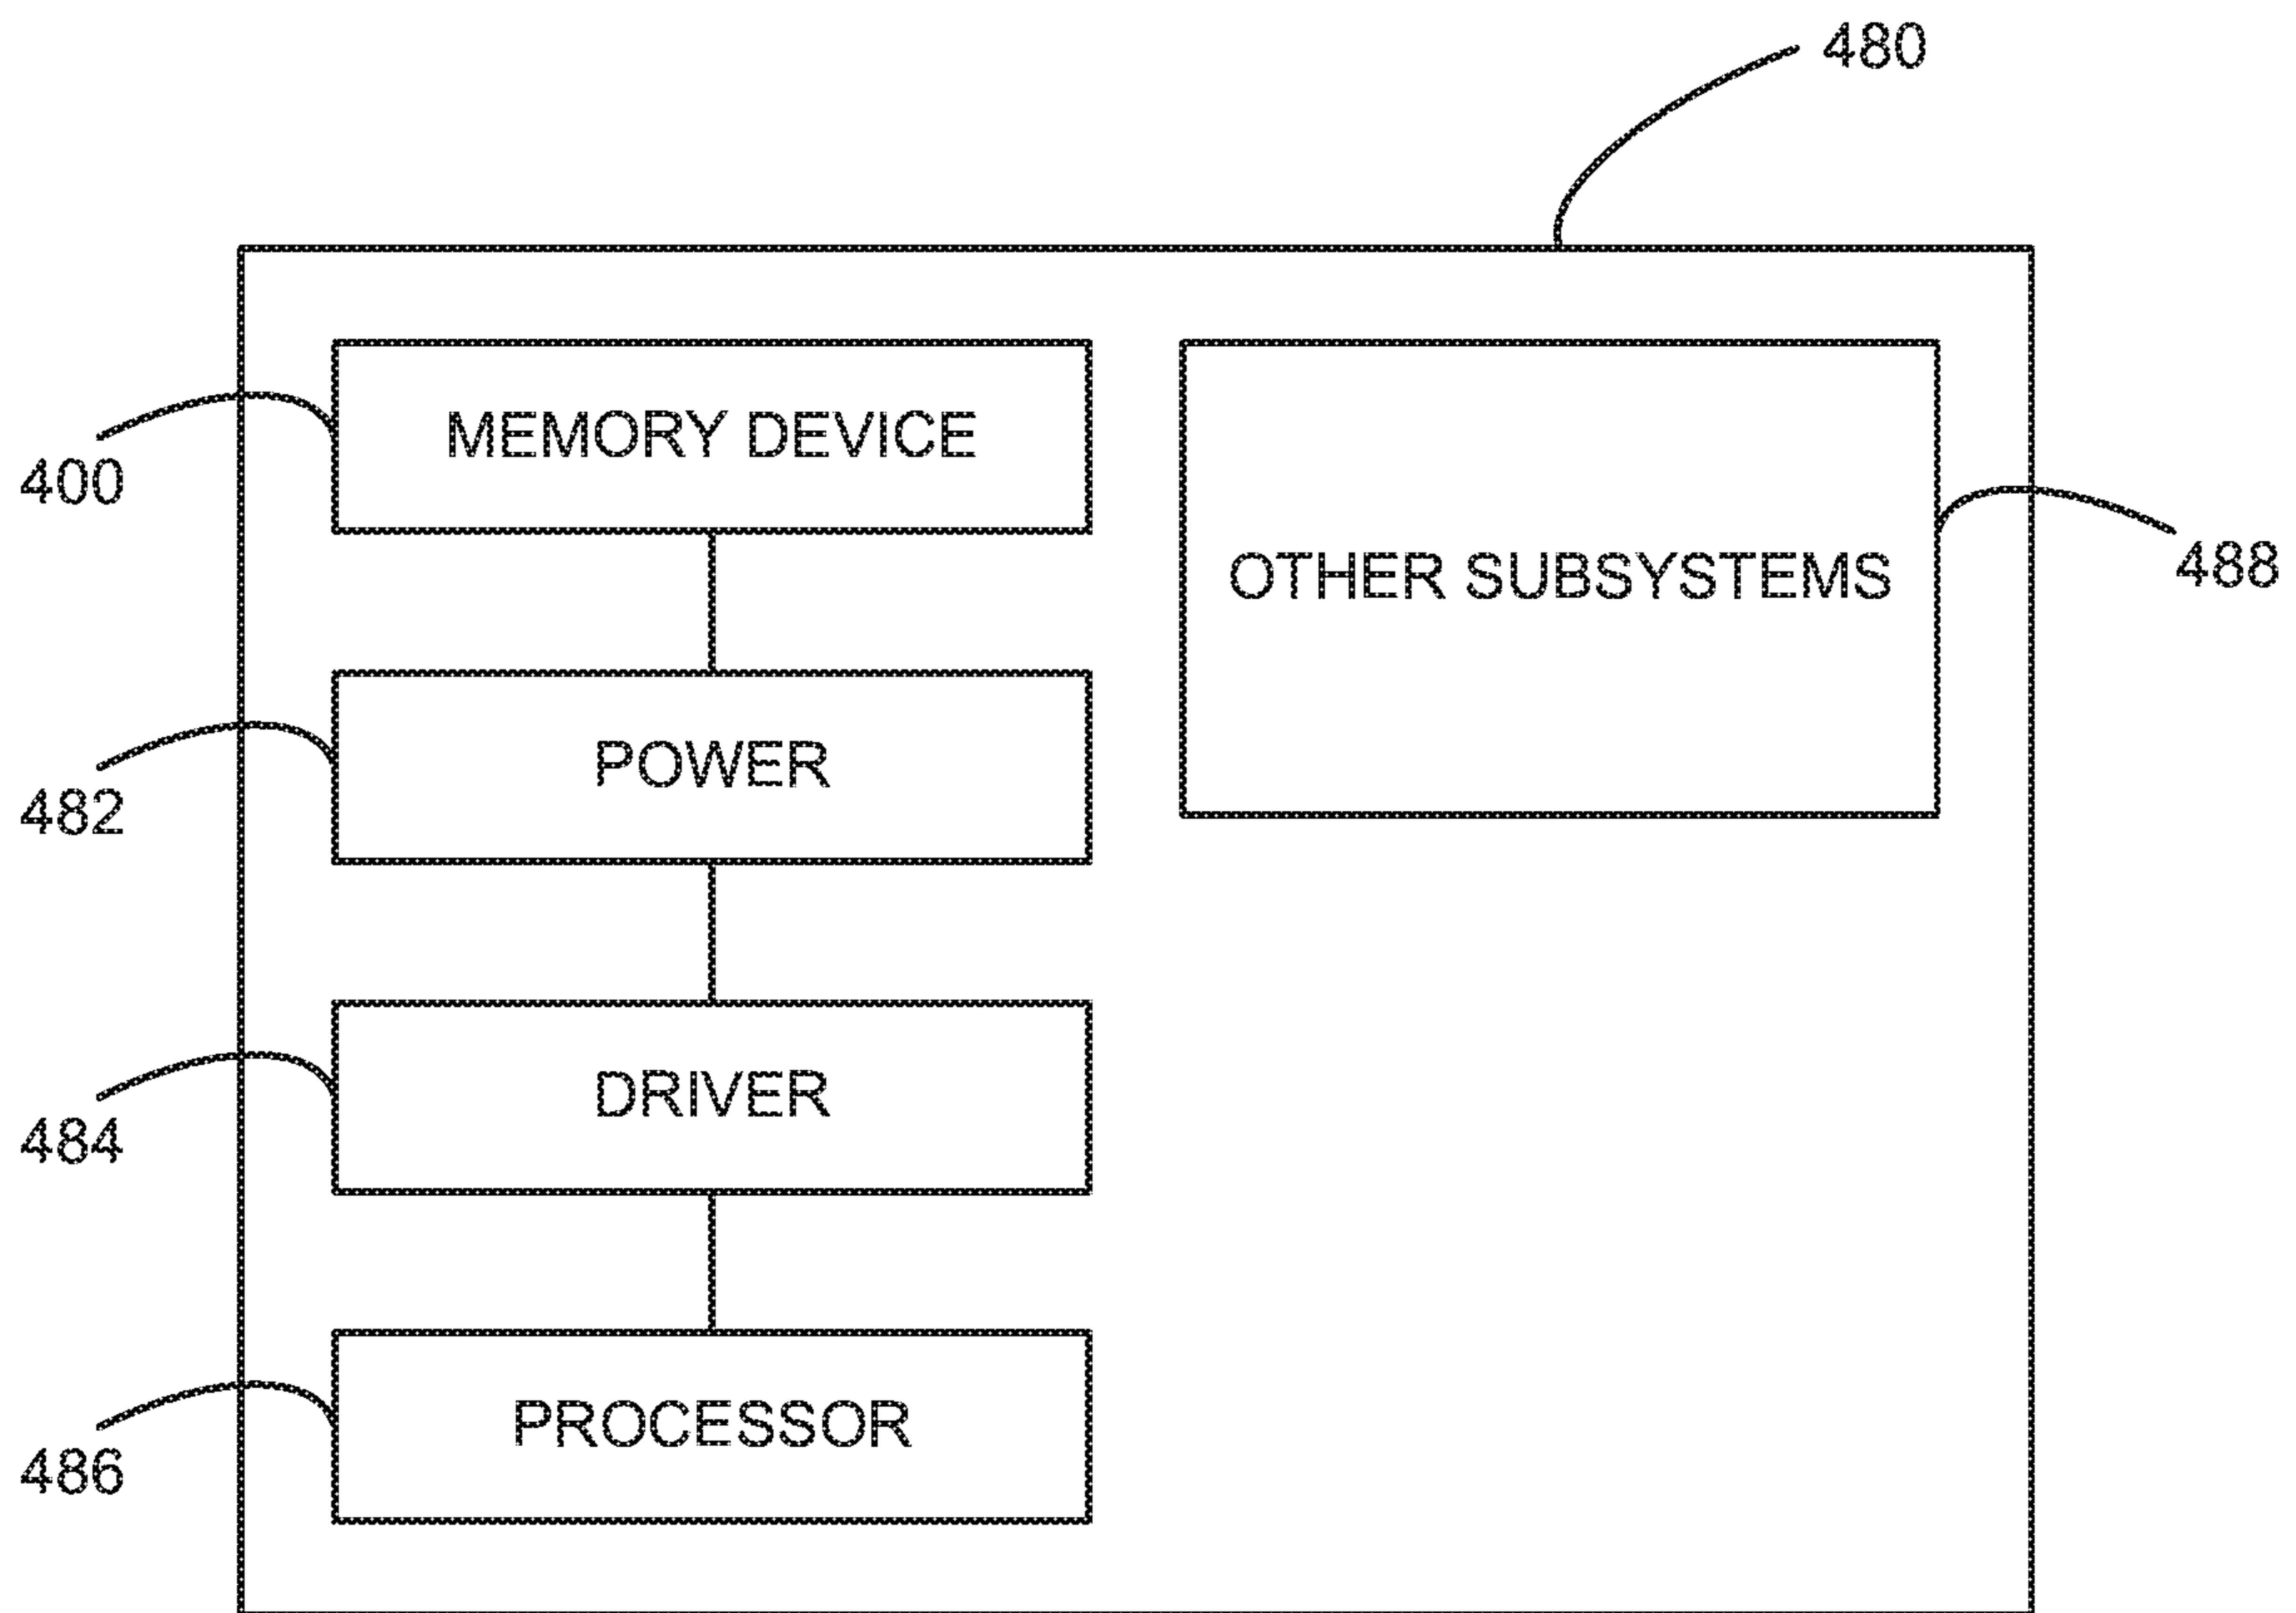 480
MEMORY DEVICE
400
OTHER SUBSYSTEMS
488
POWER
482
DRIVER
484
PROCESSOR
486